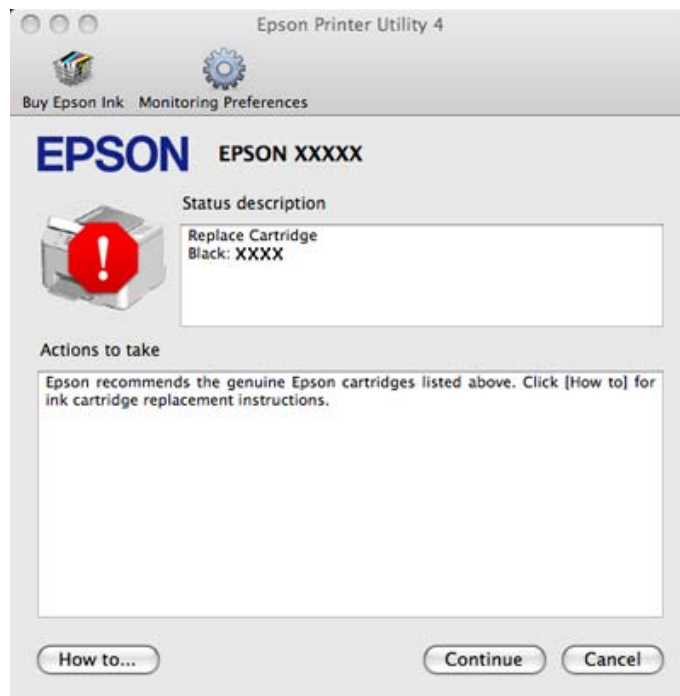 Epson Printer Utility 4
Buy Epson Ink Monitoring Preferences
EPSON EPSON XXXXX
Status description
Replace Cartridge
Black: XXXX
Actions to take
Epson recommends the genuine Epson cartridges listed above. Click [How to] for
ink cartridge replacement instructions.
How to... Continue Cancel